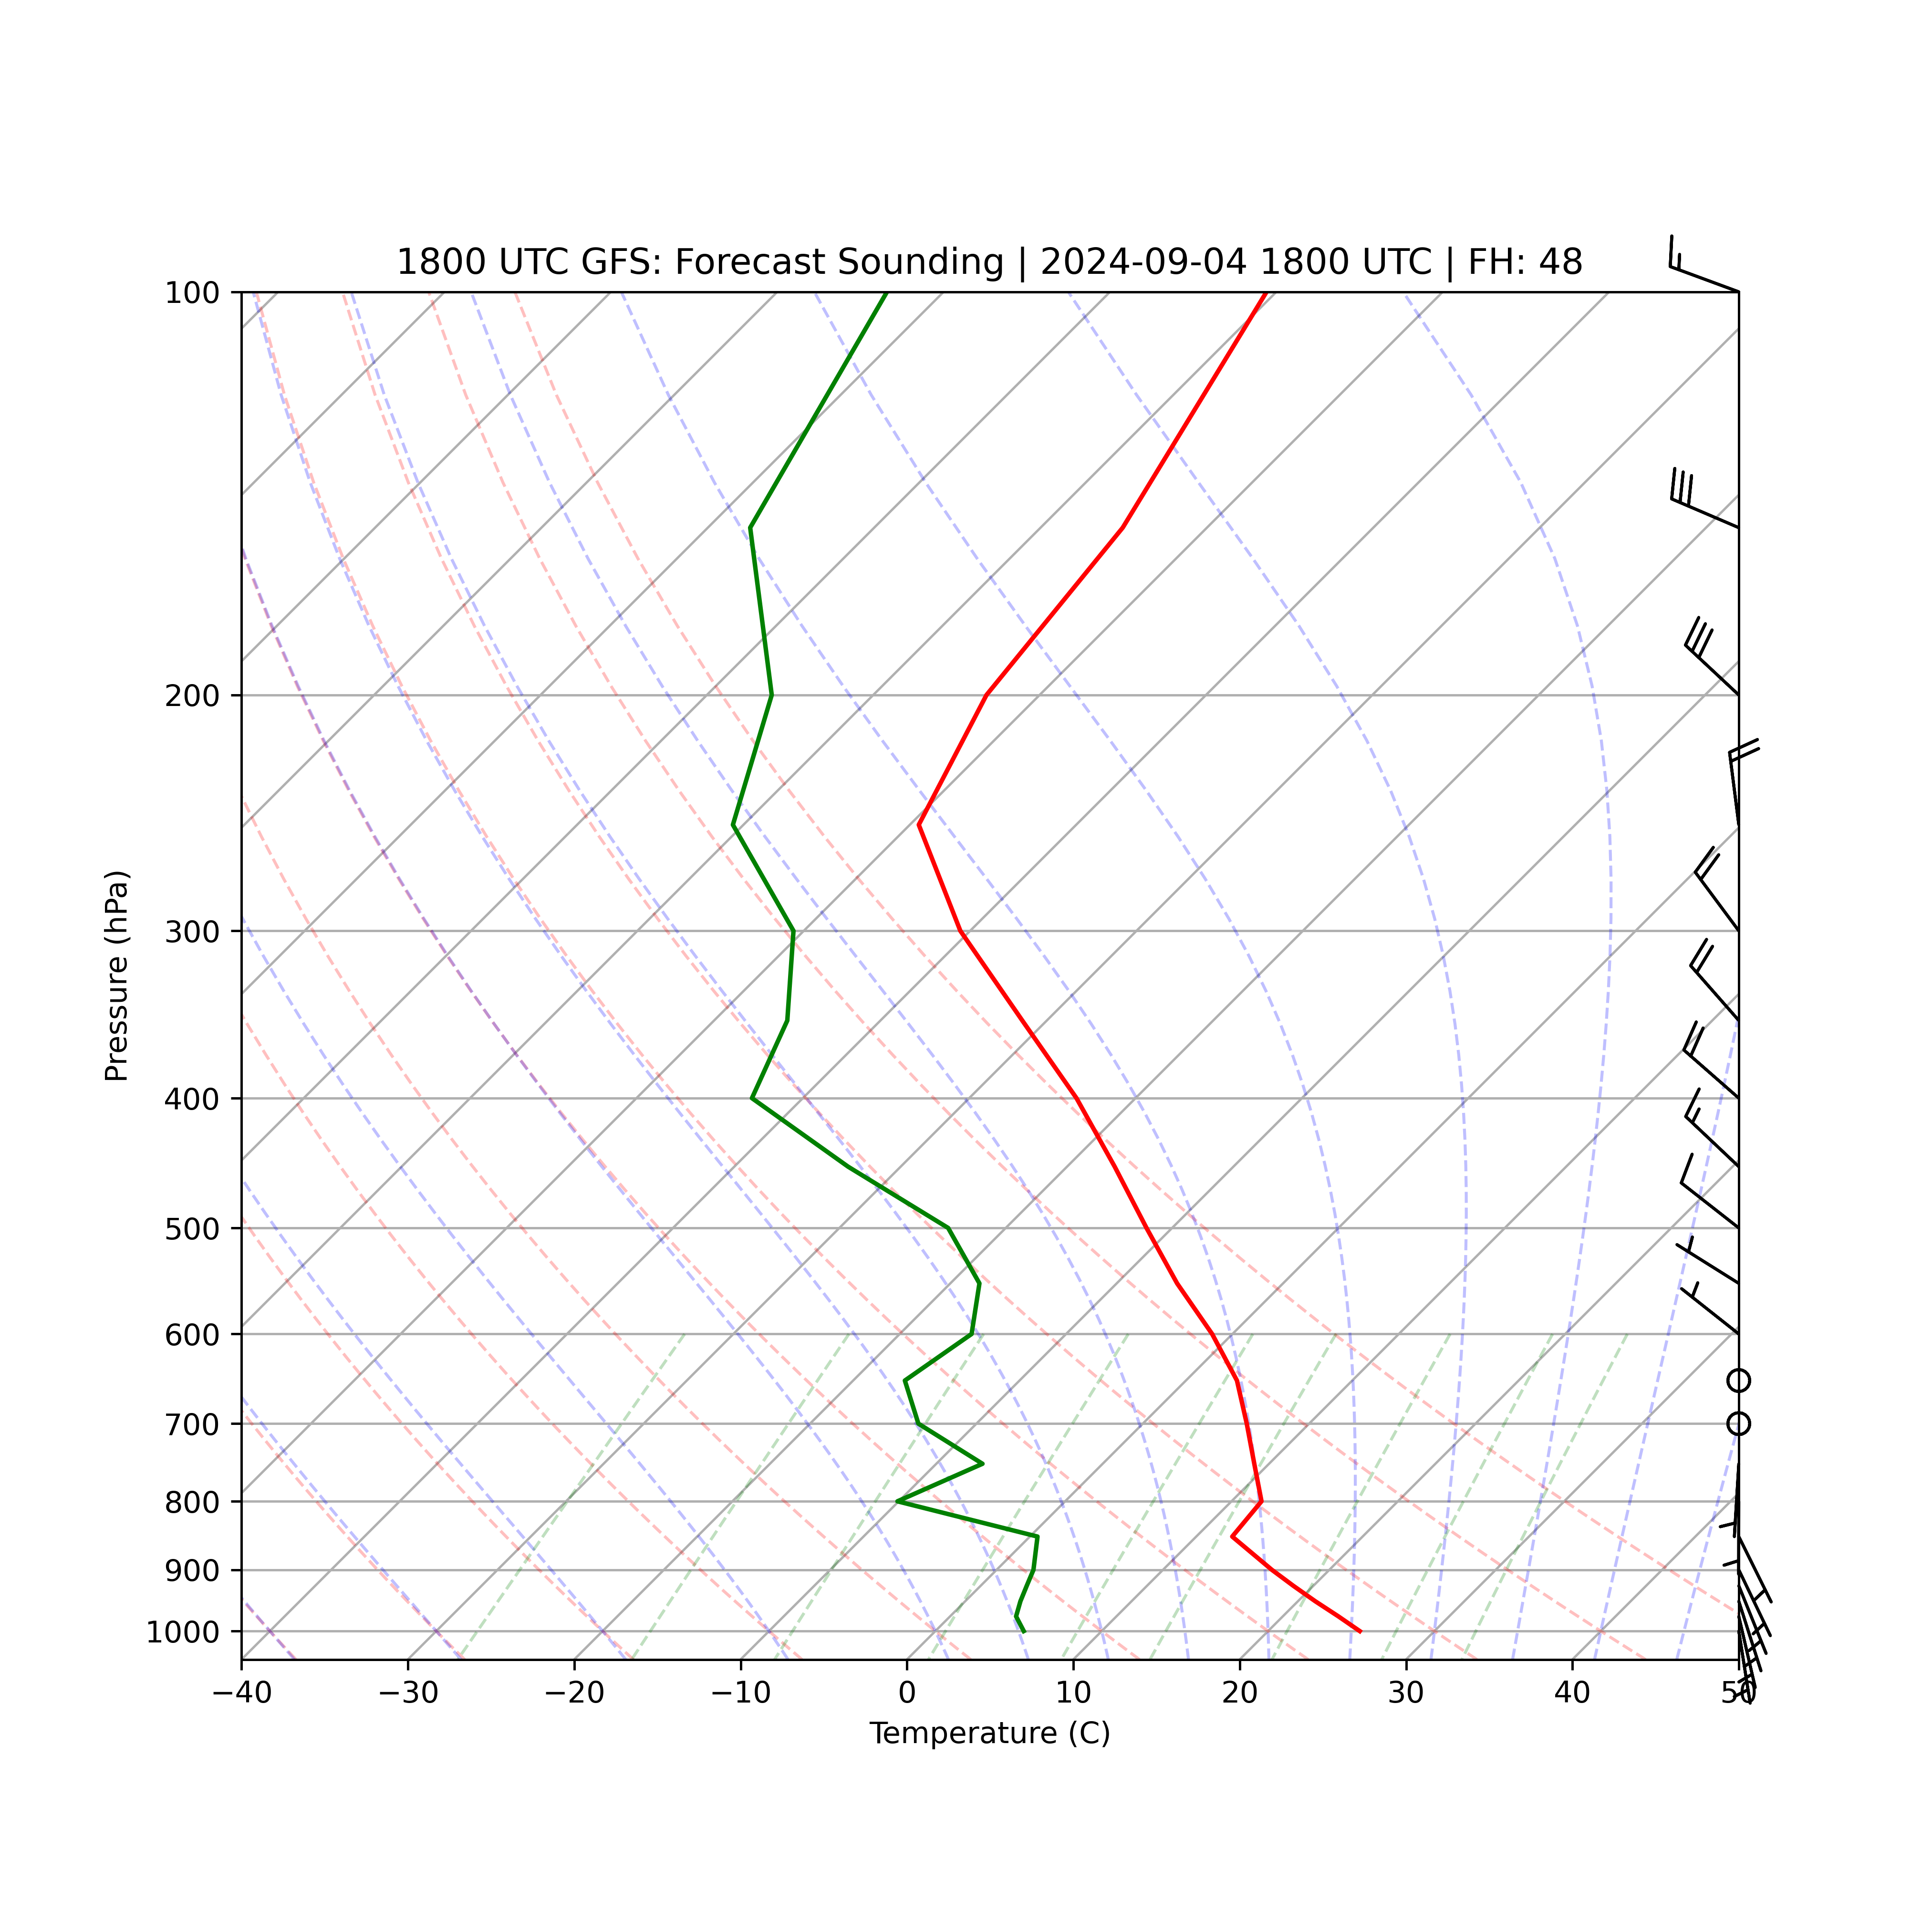 1800 UTC GFS: Forecast Sounding | 2024-09-04 1800 UTC | FH: 48
100
200
300
400
500
600
700
800
900
1000
Pressure (hPa)
−40 −30 −20 −10 0 10 20 30 40 50
Temperature (C)